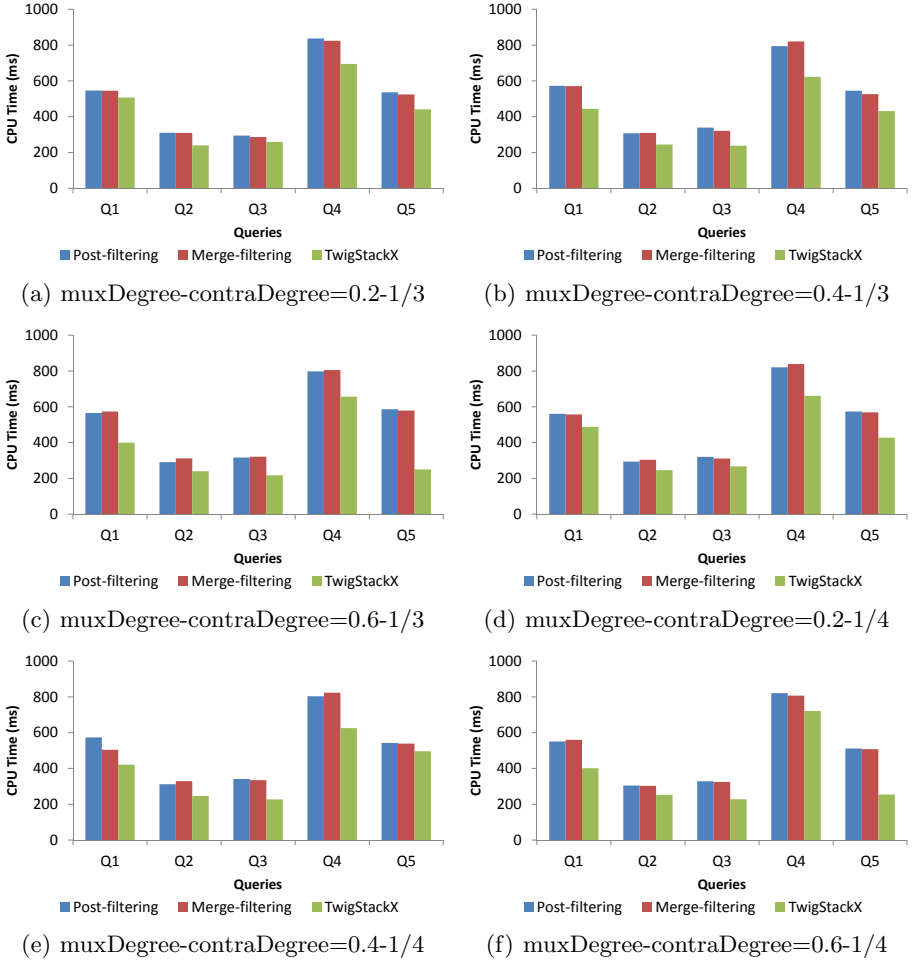 1000
800
600
400
200
0
CPU Time (ms)
Q1 Q2 Q3 Q4 Q5
Queries
Post-filtering Merge-filtering TwigStackX
(a) muxDegree-contraDegree=0.2-1/3
1000
800
600
400
200
0
CPU Time (ms)
Q1 Q2 Q3 Q4 Q5
Queries
Post-filtering Merge-filtering TwigStackX
(b) muxDegree-contraDegree=0.4-1/3
1000
800
600
400
200
0
CPU Time (ms)
Q1 Q2 Q3 Q4 Q5
Queries
Post-filtering Merge-filtering TwigStackX
(c) muxDegree-contraDegree=0.6-1/3
1000
800
600
400
200
0
CPU Time (ms)
Q1 Q2 Q3 Q4 Q5
Queries
Post-filtering Merge-filtering TwigStackX
(d) muxDegree-contraDegree=0.2-1/4
1000
800
600
400
200
0
CPU Time (ms)
Q1 Q2 Q3 Q4 Q5
Queries
Post-filtering Merge-filtering TwigStackX
(e) muxDegree-contraDegree=0.4-1/4
1000
800
600
400
200
0
CPU Time (ms)
Q1 Q2 Q3 Q4 Q5
Queries
Post-filtering Merge-filtering TwigStackX
(f) muxDegree-contraDegree=0.6-1/4